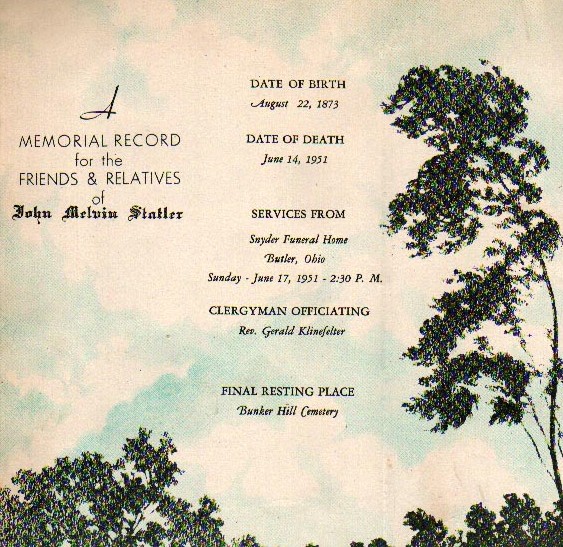 A
MEMORIAL RECORD
for the
FRIENDS & RELATIVES
of
John Melvin Statler
DATE OF BIRTH
August 22, 1873
DATE OF DEATH
June 14, 1951
SERVICES FROM
Snyder Funeral Home
Butler, Ohio
Sunday - June 17, 1951 - 2:30 P. M.
CLERGYMAN OFFICIATING
Rev. Gerald Klinefelter
FINAL RESTING PLACE
Bunker Hill Cemetery